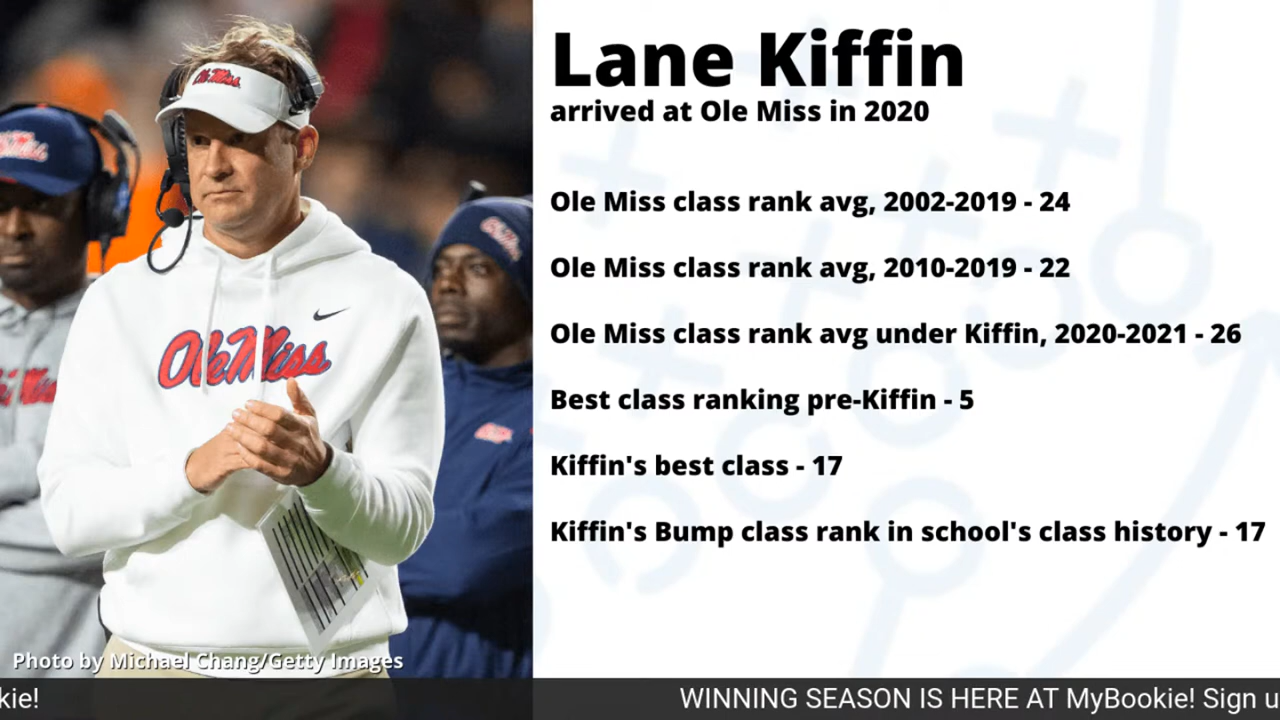 Lane Kiffin
arrived at Ole Miss in 2020
Ole Miss class rank avg, 2002-2019 - 24
Ole Miss class rank avg, 2010-2019 - 22
Ole Miss class rank avg under Kiffin, 2020-2021 - 26
Best class ranking pre-Kiffin - 5
Kiffin's best class - 17
Kiffin's Bump class rank in school's class history - 17
Ole Miss
Ole Miss
Photo by Michael Chang/Getty Images
kie!
WINNING SEASON IS HERE AT MyBookie! Sign u